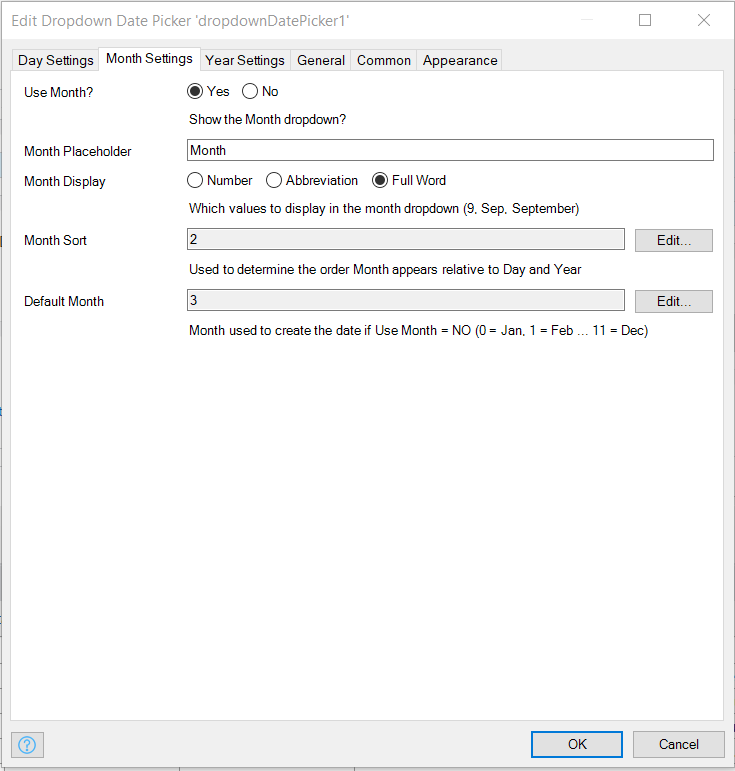 Edit Dropdown Date Picker 'dropdownDatePicker1'
Day Settings Month Settings Year Settings General Common Appearance
Use Month? Yes No
Show the Month dropdown?
Month Placeholder Month
Month Display Number Abbreviation Full Word
Which values to display in the month dropdown (9, Sep, September)
Month Sort 2 Edit...
Used to determine the order Month appears relative to Day and Year
Default Month 3 Edit...
Month used to create the date if Use Month = NO (0 = Jan, 1 = Feb ... 11 = Dec)
? OK Cancel